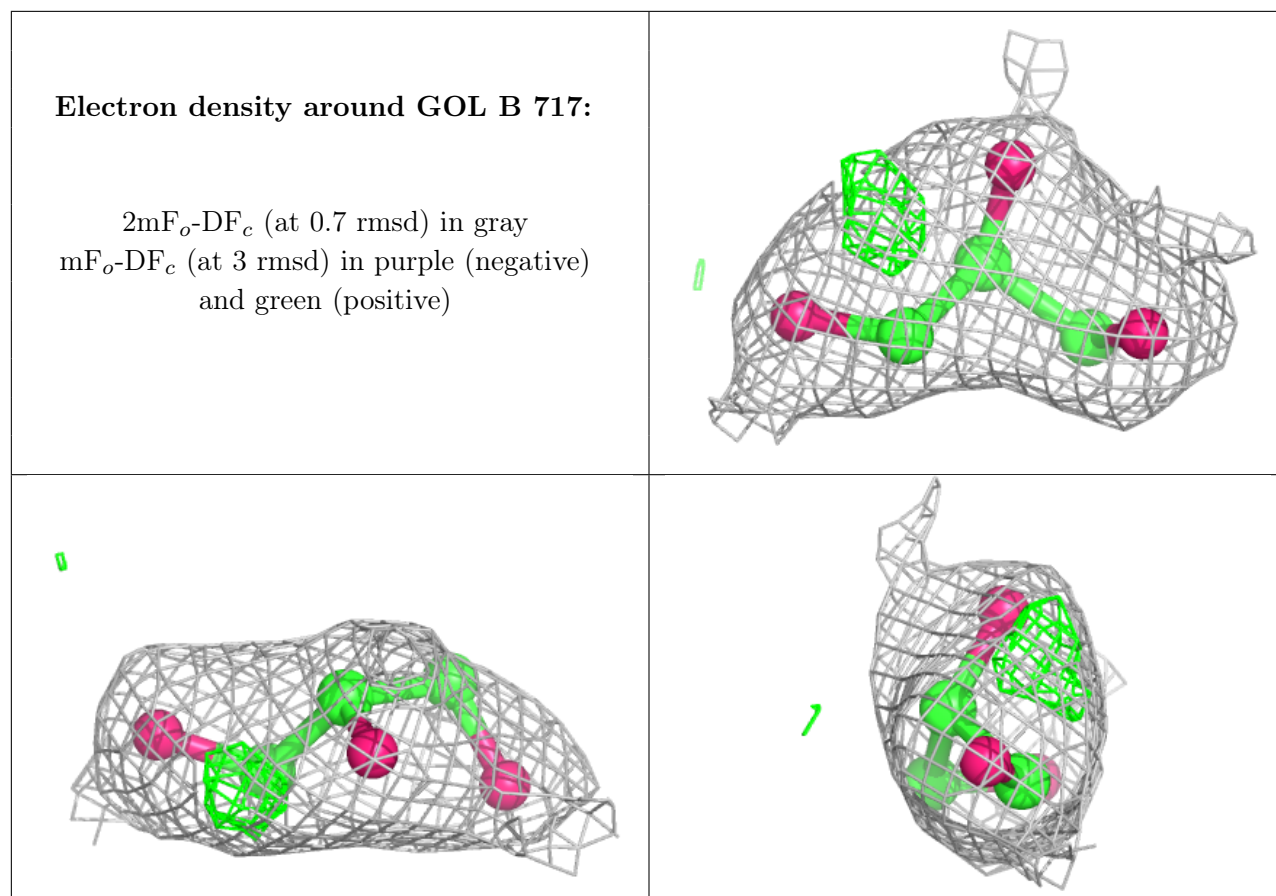 Electron density around GOL B 717:
2mFo-DFc (at 0.7 rmsd) in gray
mFo-DFc (at 3 rmsd) in purple (negative)
and green (positive)